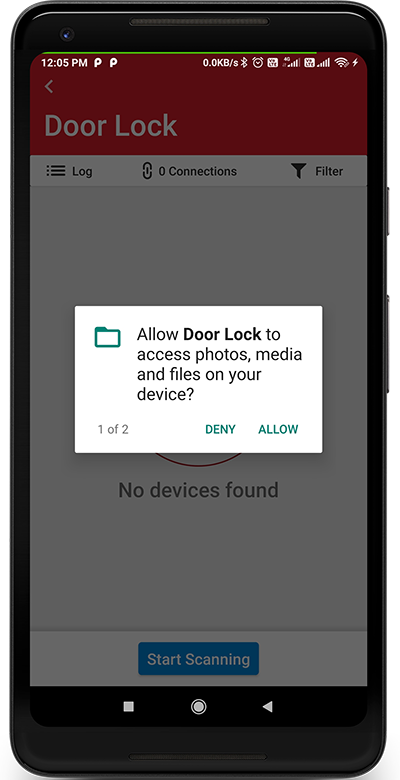 12:05 PM 0.0KB/s 4G
Door Lock
Log 0 Connections Filter
Allow Door Lock to
access photos, media
and files on your
device?
1 of 2 DENY ALLOW
No devices found
Start Scanning